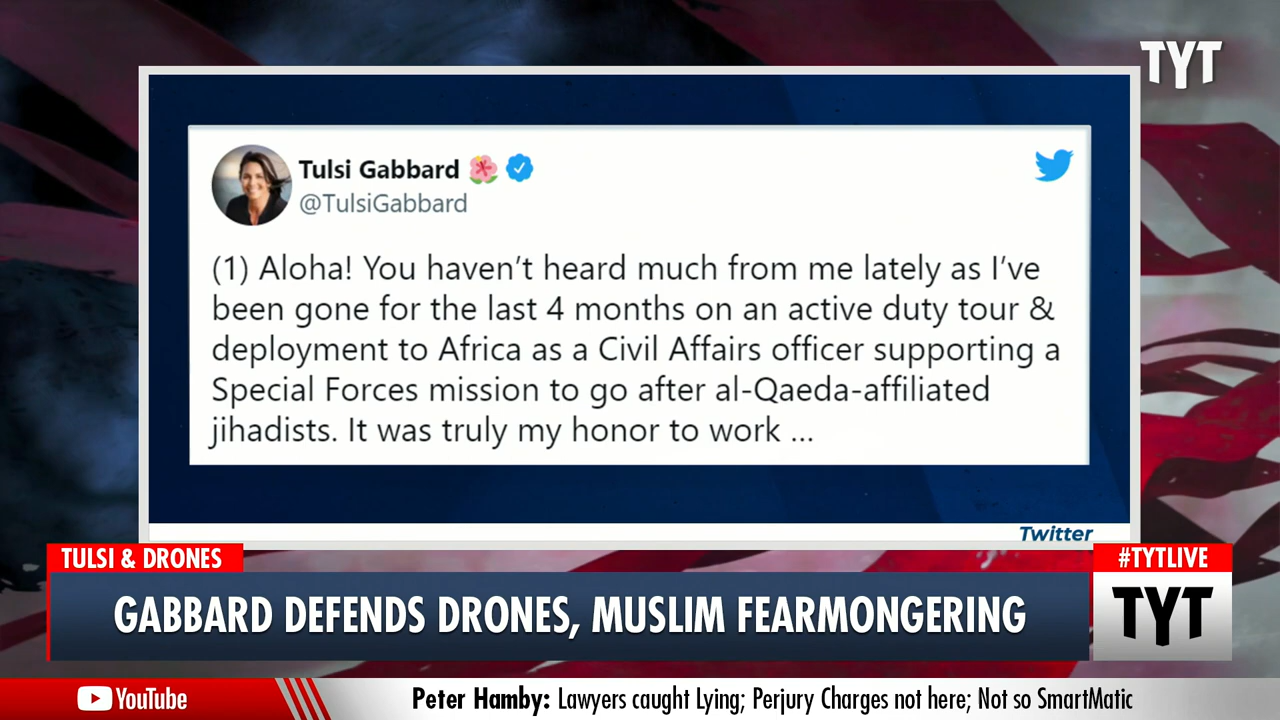 TYT
Tulsi Gabbard 🌺
@TulsiGabbard
(1) Aloha! You haven't heard much from me lately as I've
been gone for the last 4 months on an active duty tour &
deployment to Africa as a Civil Affairs officer supporting a
Special Forces mission to go after al-Qaeda-affiliated
jihadists. It was truly my honor to work ...
Twitter
TULSI & DRONES
#TYTLIVE
GABBARD DEFENDS DRONES, MUSLIM FEARMONGERING
TYT
YouTube
Peter Hamby: Lawyers caught Lying; Perjury Charges not here; Not so SmartMatic